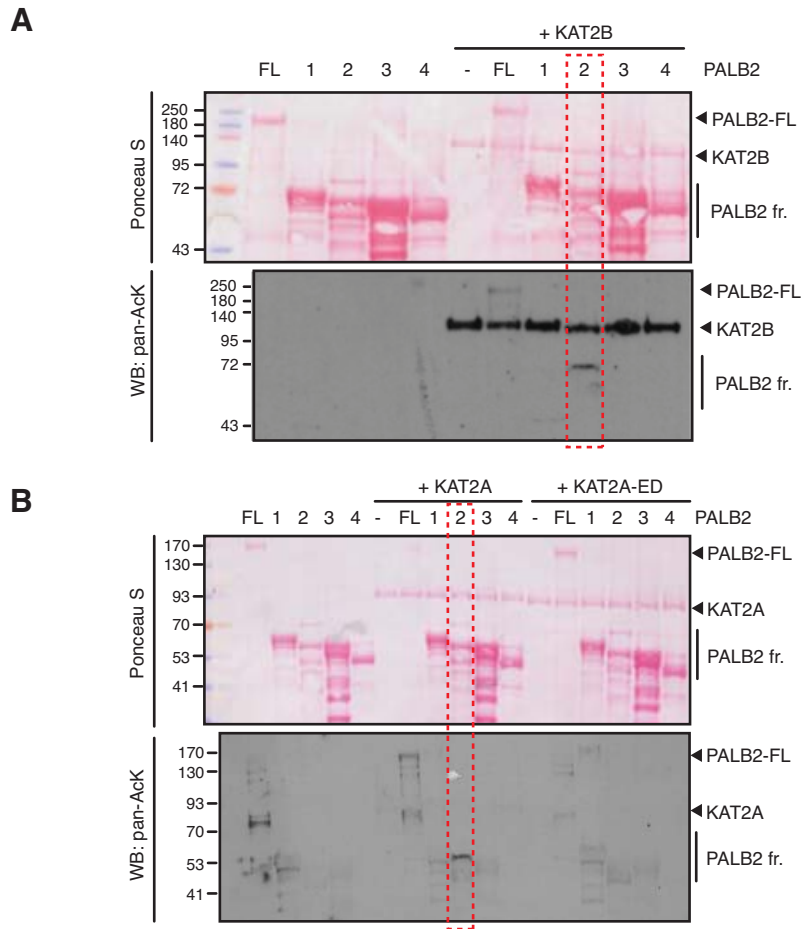 A
+ KAT2B
FL 1 2 3 4 - FL 1 2 3 4 PALB2
Ponceau S
250
180
140
95
72
43
PALB2-FL
KAT2B
PALB2 fr.
WB: pan-AcK
250
180
140
95
72
43
PALB2-FL
KAT2B
PALB2 fr.
B
+ KAT2A + KAT2A-ED
FL 1 2 3 4 - FL 1 2 3 4 - FL 1 2 3 4 PALB2
Ponceau S
170
130
93
70
53
41
PALB2-FL
KAT2A
PALB2 fr.
WB: pan-AcK
170
130
93
70
53
41
PALB2-FL
KAT2A
PALB2 fr.